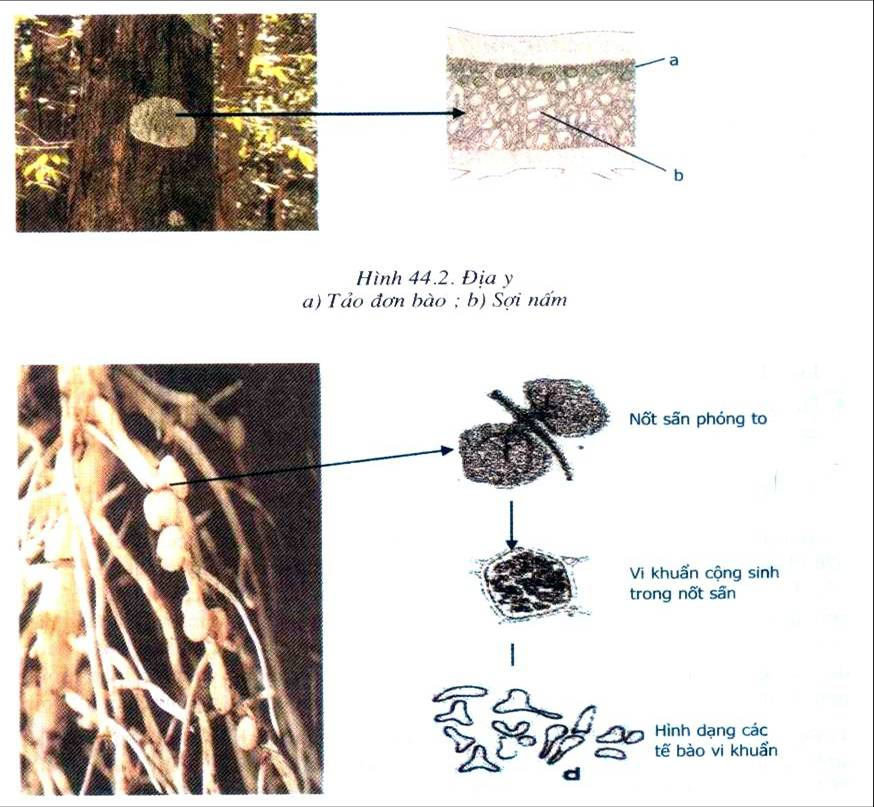 a
b
Hình 44.2. Địa y
a) Tảo đơn bào ; b) Sợi nấm
Nốt sần phóng to
Vi khuẩn cộng sinh
trong nốt sần
Hình dạng các
tế bào vi khuẩn
d